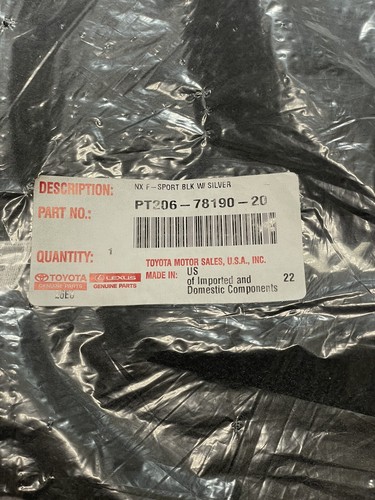 DESCRIPTION: NX F-SPORT BLK W/ SILVER
PART NO.: PT206-78190-20
QUANTITY: 1
TOYOTA MOTOR SALES, U.S.A., INC.
TOYOTA LEXUS MADE IN: US
GENUINE PARTS GENUINE PARTS of Imported and 22
Domestic Components